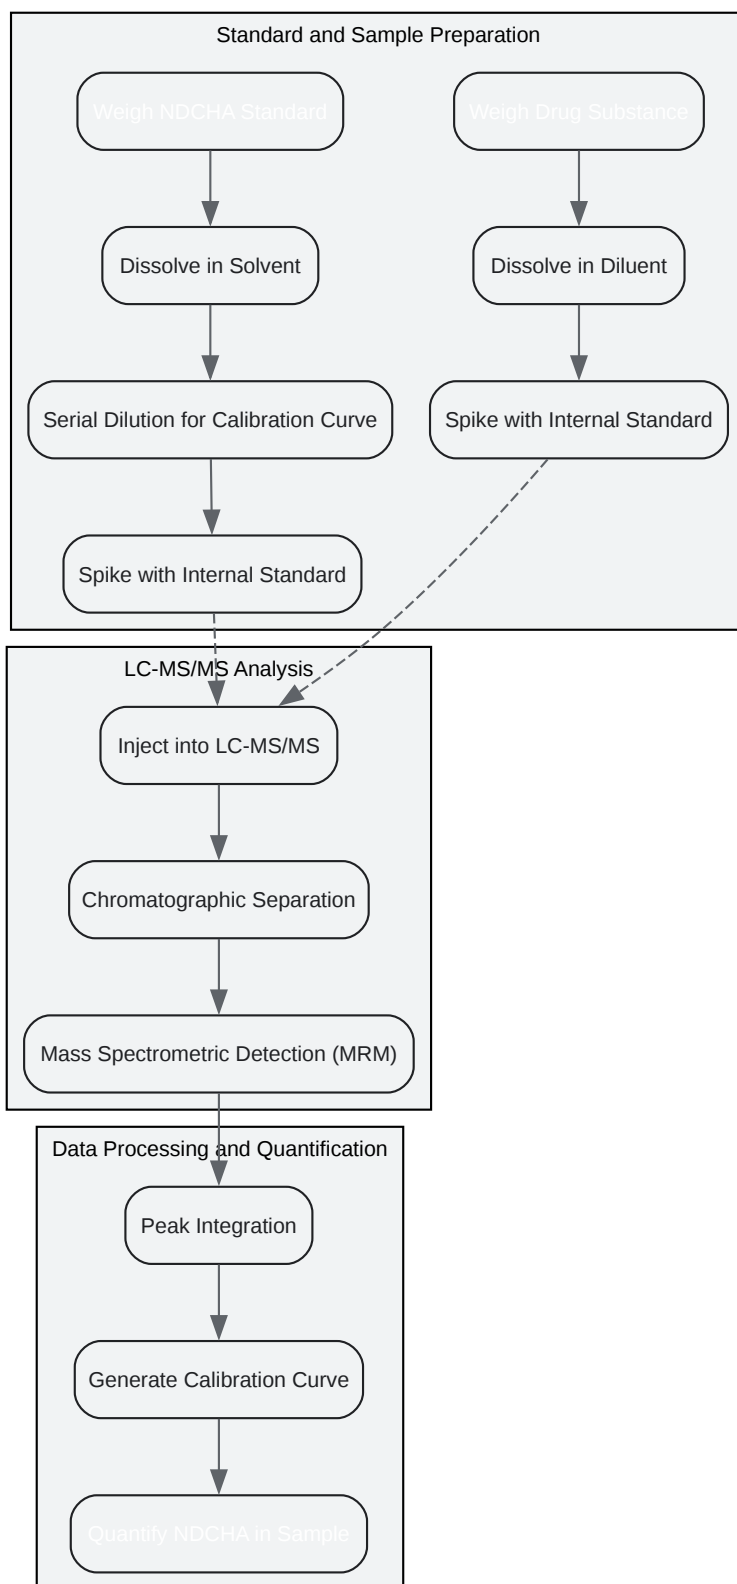 Standard and Sample Preparation
Weigh NDCHA Standard
Weigh Drug Substance
Dissolve in Solvent
Dissolve in Diluent
Serial Dilution for Calibration Curve
Spike with Internal Standard
Spike with Internal Standard
LC-MS/MS Analysis
Inject into LC-MS/MS
Chromatographic Separation
Mass Spectrometric Detection (MRM)
Data Processing and Quantification
Peak Integration
Generate Calibration Curve
Quantify NDCHA in Sample